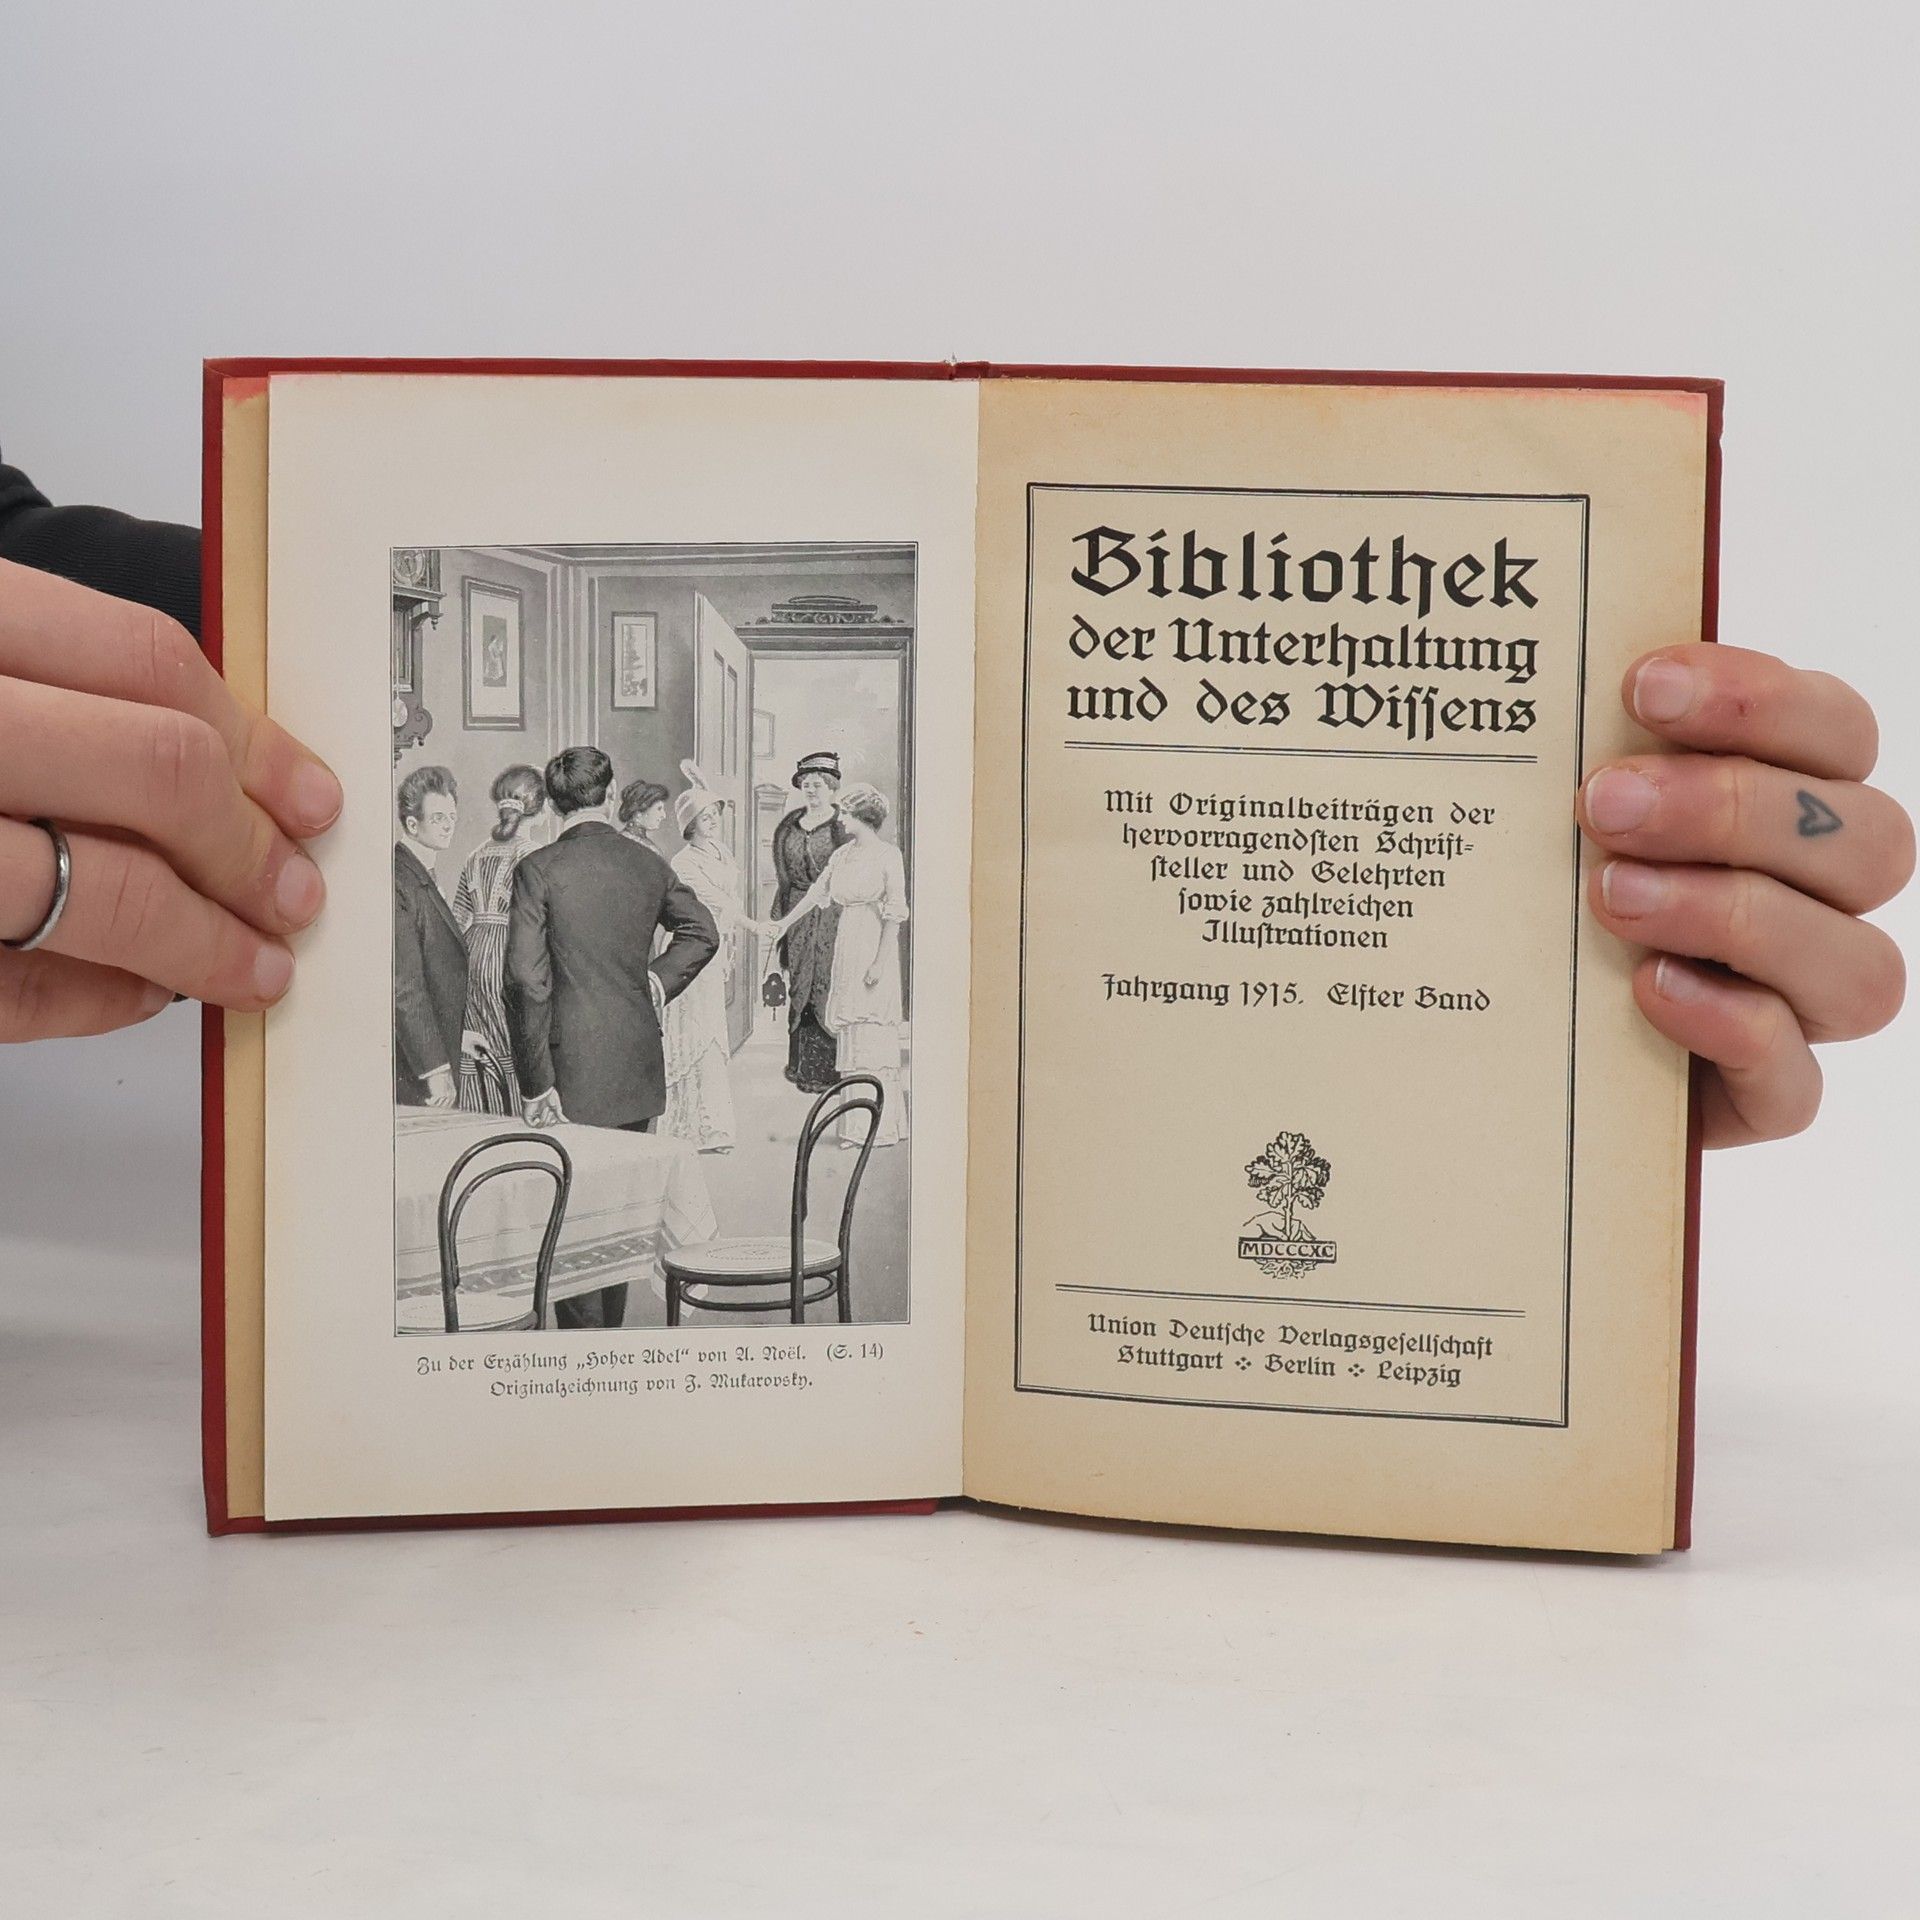 Zu der Erzählung „Hoher Adel“ von A. Noël. (S. 14)
Originalzeichnung von J. Mukarovsky.
Bibliothek
der Unterhaltung
und des Wiſſens
Mit Originalbeiträgen der
hervorragendſten Schrift-
ſteller und Gelehrten
ſowie zahlreichen
Illuſtrationen
Jahrgang 1915. Elfter Band
MDCCCXC
Union Deutſche Verlagsgeſellſchaft
Stuttgart ⁘ Berlin ⁘ Leipzig